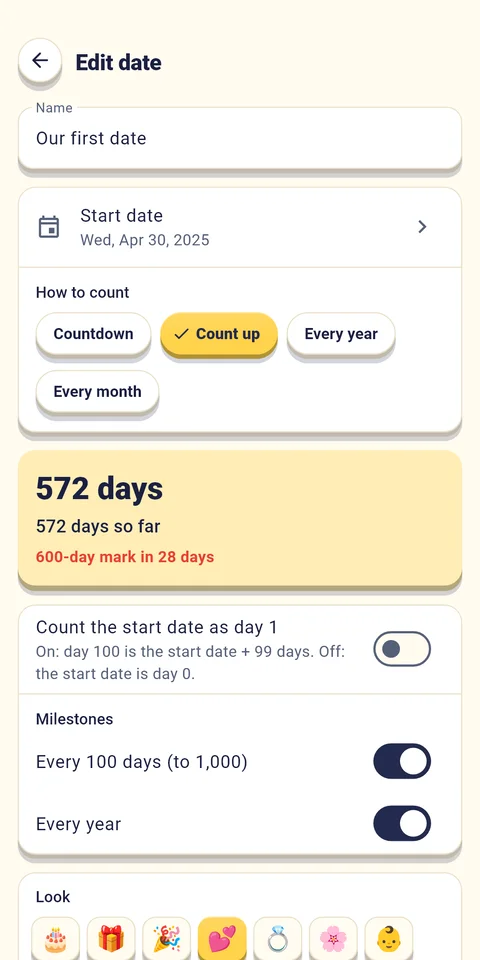 Edit date
Name
Our first date
Start date
Wed, Apr 30, 2025
How to count
Countdown
Count up
Every year
Every month
572 days
572 days so far
600-day mark in 28 days
Count the start date as day 1
On: day 100 is the start date + 99 days. Off:
the start date is day 0.
Milestones
Every 100 days (to 1,000)
Every year
Look